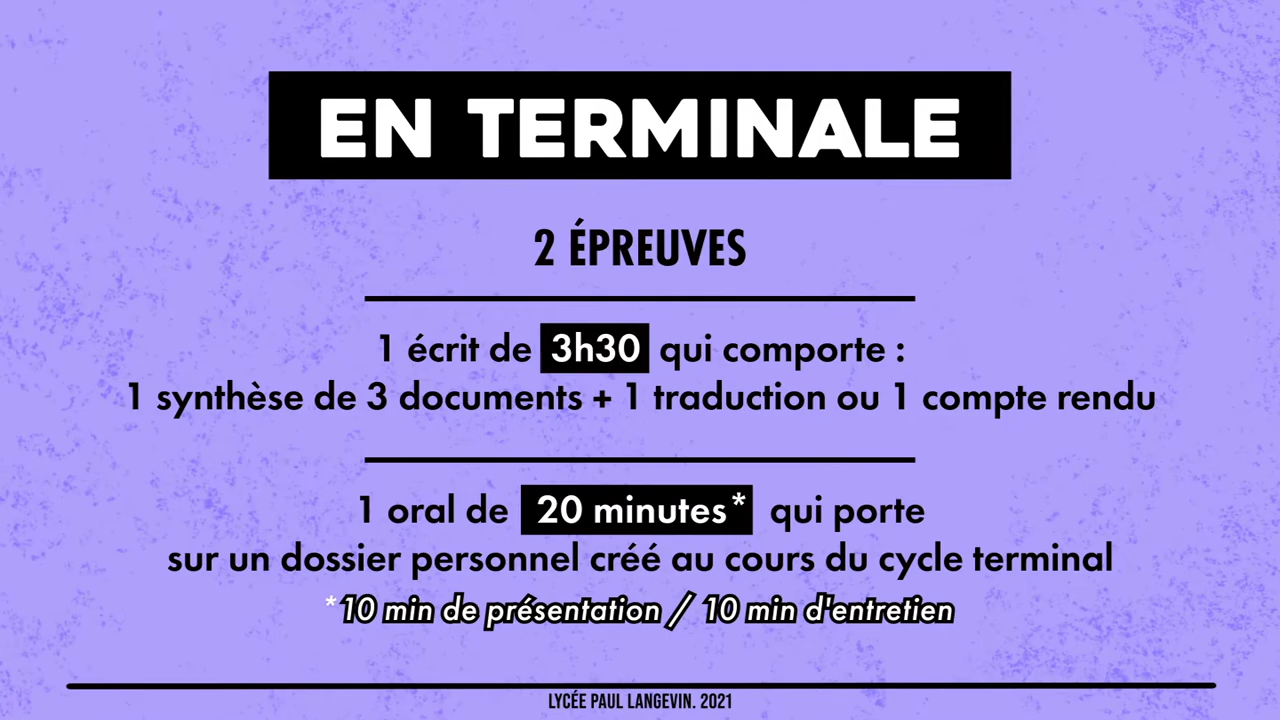 EN TERMINALE
2 ÉPREUVES
1 écrit de 3h30 qui comporte :
1 synthèse de 3 documents + 1 traduction ou 1 compte rendu
1 oral de 20 minutes* qui porte
sur un dossier personnel créé au cours du cycle terminal
*10 min de présentation / 10 min d'entretien
LYCÉE PAUL LANGEVIN. 2021